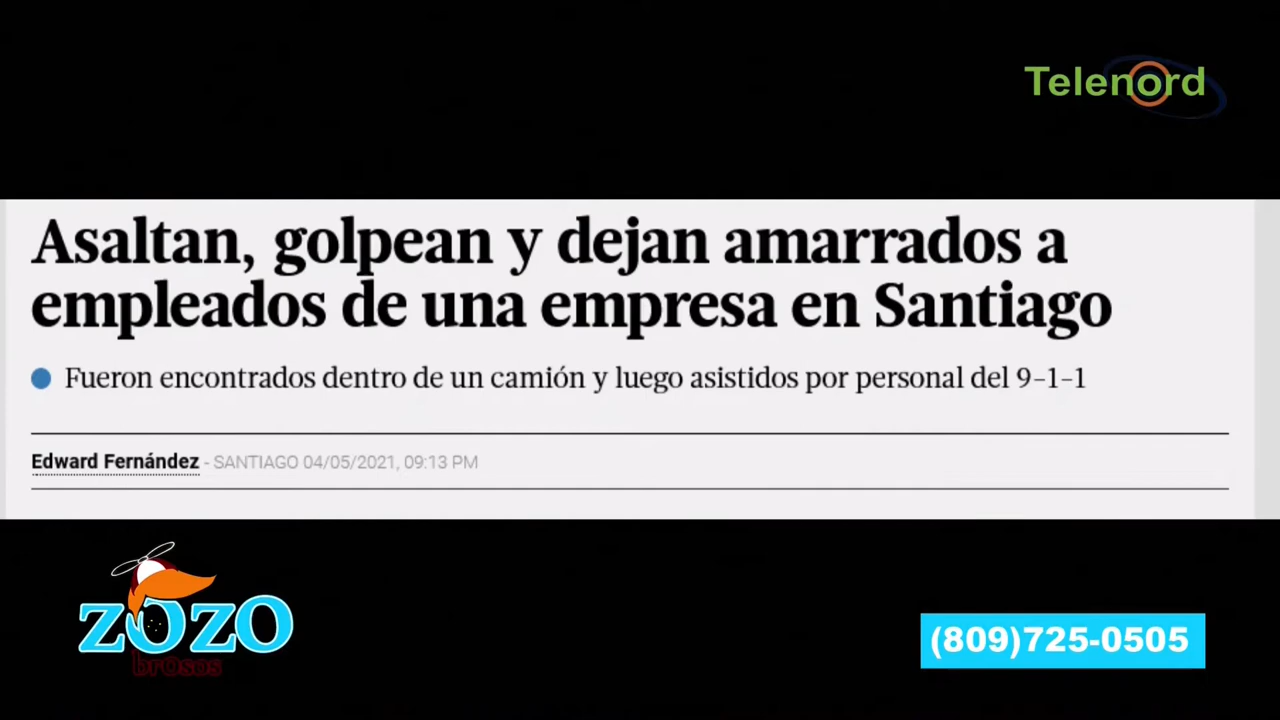 Telenord
Asaltan, golpean y dejan amarrados a
empleados de una empresa en Santiago
Fueron encontrados dentro de un camión y luego asistidos por personal del 9-1-1
Edward Fernández - SANTIAGO 04/05/2021, 09:13 PM
ZOZO
brosos
(809)725-0505